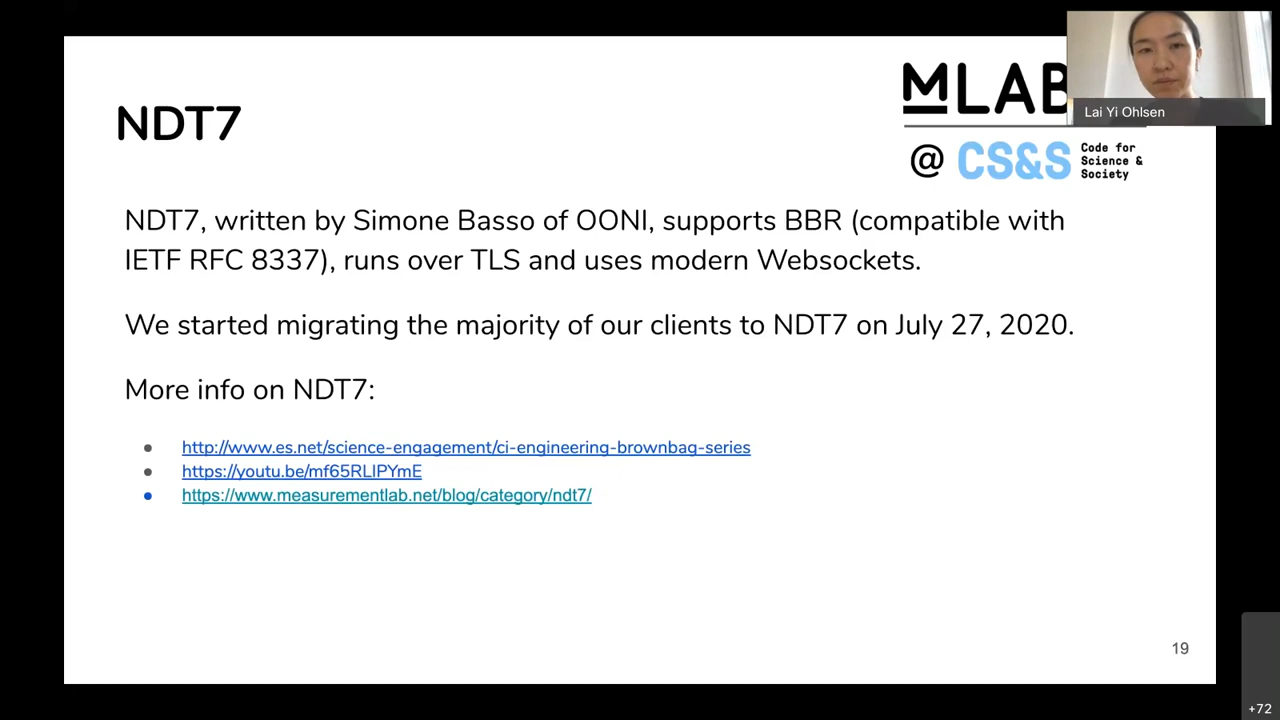 NDT7
MLAB
@ CS&S Code for
Science &
Society
Lai Yi Ohlsen
NDT7, written by Simone Basso of OONI, supports BBR (compatible with
IETF RFC 8337), runs over TLS and uses modern Websockets.
We started migrating the majority of our clients to NDT7 on July 27, 2020.
More info on NDT7:
• http://www.es.net/science-engagement/ci-engineering-brownbag-series
• https://youtu.be/mf65RLlPYmE
• https://www.measurementlab.net/blog/category/ndt7/
19
+72